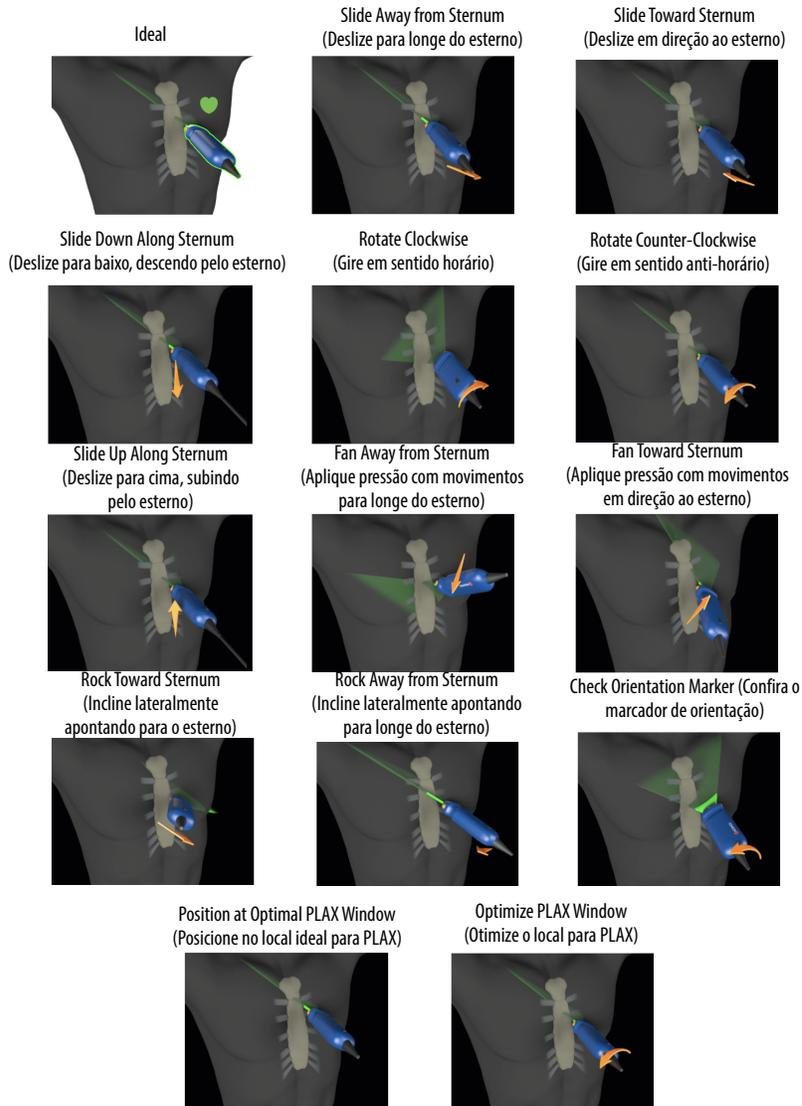 Ideal
Slide Away from Sternum
(Deslize para longe do esterno)
Slide Toward Sternum
(Deslize em direção ao esterno)
Slide Down Along Sternum
(Deslize para baixo, descendo pelo esterno)
Rotate Clockwise
(Gire em sentido horário)
Rotate Counter-Clockwise
(Gire em sentido anti-horário)
Slide Up Along Sternum
(Deslize para cima, subindo
pelo esterno)
Fan Away from Sternum
(Aplique pressão com movimentos
para longe do esterno)
Fan Toward Sternum
(Aplique pressão com movimentos
em direção ao esterno)
Rock Toward Sternum
(Incline lateralmente
apontando para o esterno)
Rock Away from Sternum
(Incline lateralmente apontando
para longe do esterno)
Check Orientation Marker (Confira o
marcador de orientação)
Position at Optimal PLAX Window
(Posicione no local ideal para PLAX)
Optimize PLAX Window
(Otimize o local para PLAX)